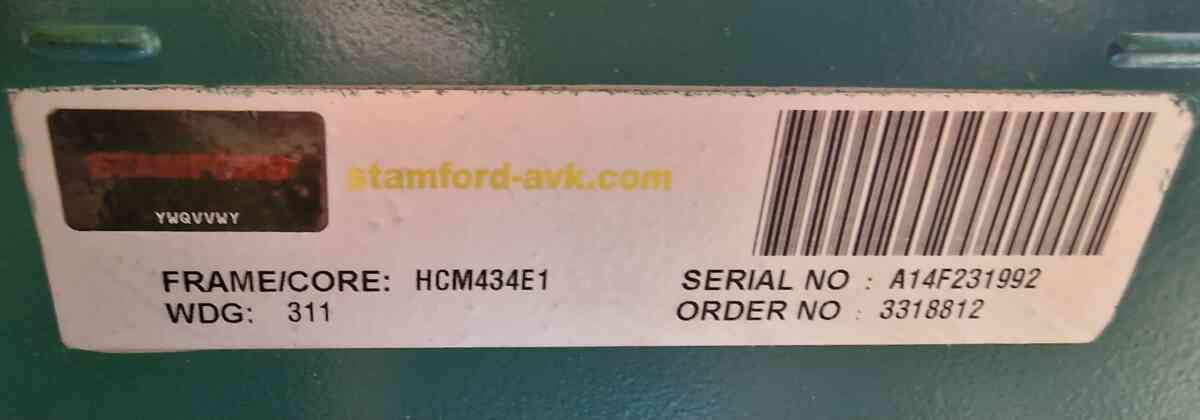 STAMFORD
YWQVVWY
stamford-avk.com
FRAME/CORE: HCM434E1
WDG: 311
SERIAL NO : A14F231992
ORDER NO : 3318812